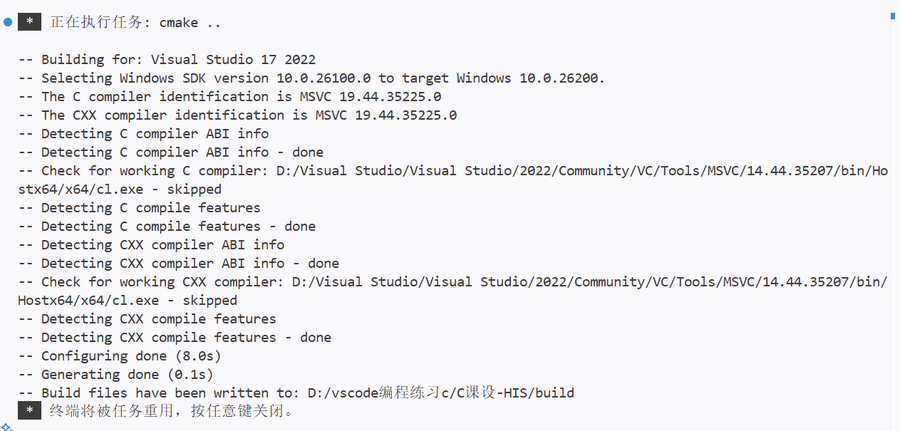 * 正在执行任务: cmake ..
-- Building for: Visual Studio 17 2022
-- Selecting Windows SDK version 10.0.26100.0 to target Windows 10.0.26200.
-- The C compiler identification is MSVC 19.44.35225.0
-- The CXX compiler identification is MSVC 19.44.35225.0
-- Detecting C compiler ABI info
-- Detecting C compiler ABI info - done
-- Check for working C compiler: D:/Visual Studio/Visual Studio/2022/Community/VC/Tools/MSVC/14.44.35207/bin/Ho
stx64/x64/cl.exe - skipped
-- Detecting C compile features
-- Detecting C compile features - done
-- Detecting CXX compiler ABI info
-- Detecting CXX compiler ABI info - done
-- Check for working CXX compiler: D:/Visual Studio/Visual Studio/2022/Community/VC/Tools/MSVC/14.44.35207/bin/
Hostx64/x64/cl.exe - skipped
-- Detecting CXX compile features
-- Detecting CXX compile features - done
-- Configuring done (8.0s)
-- Generating done (0.1s)
-- Build files have been written to: D:/vscode编程练习c/C课设-HIS/build
* 终端将被任务重用，按任意键关闭。